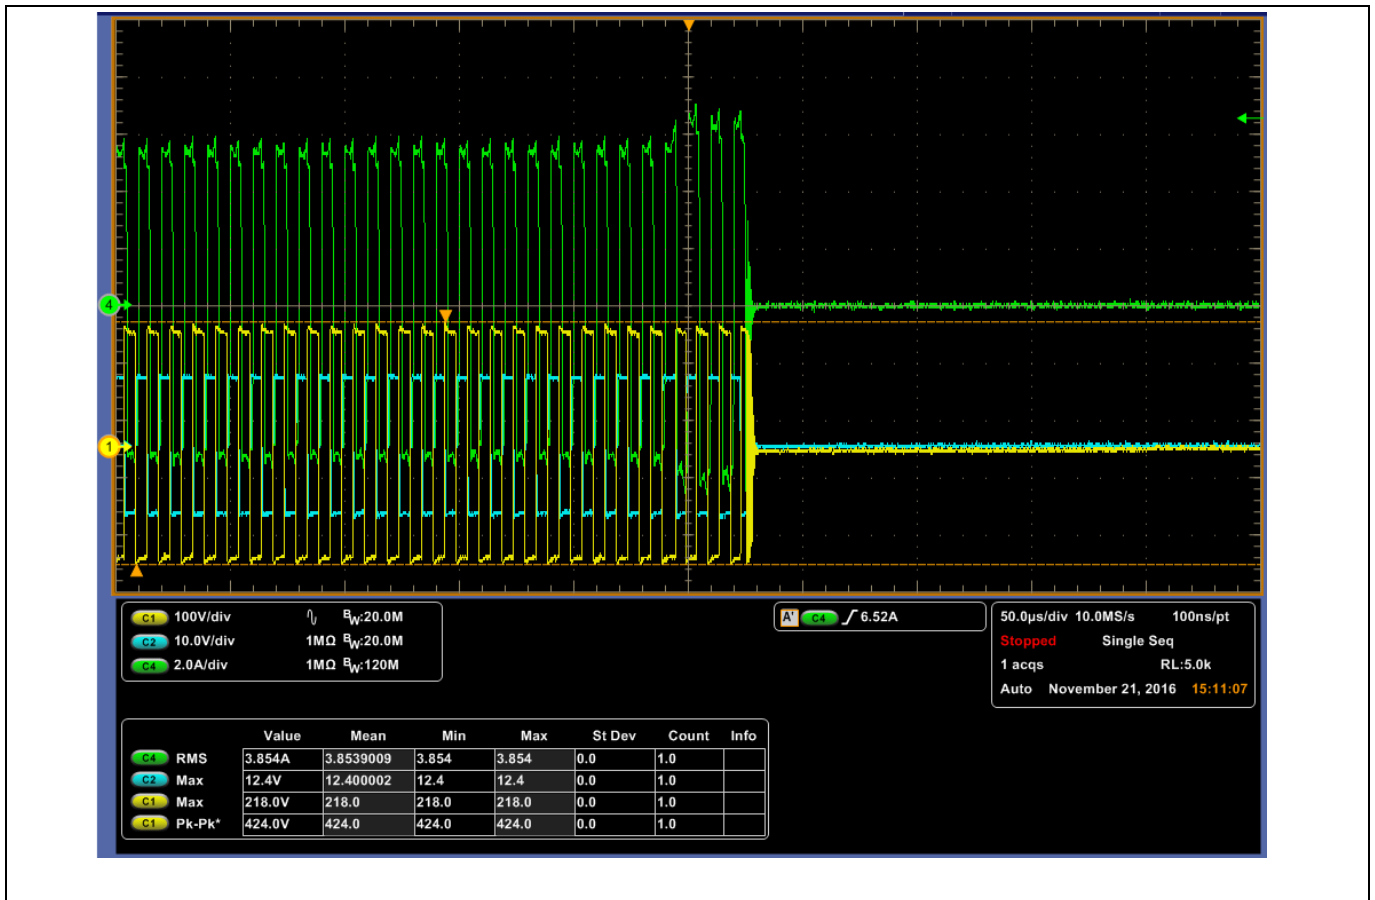 4
1
C1 100V/div BW:20.0M
C2 10.0V/div 1MΩ BW:20.0M
C4 2.0A/div 1MΩ BW:120M
A' C4 6.52A
50.0µs/div 10.0MS/s 100ns/pt
Stopped Single Seq
1 acqs RL:5.0k
Auto November 21, 2016 15:11:07
Value Mean Min Max St Dev Count Info
C4 RMS 3.854A 3.8539009 3.854 3.854 0.0 1.0
C2 Max 12.4V 12.400002 12.4 12.4 0.0 1.0
C1 Max 218.0V 218.0 218.0 218.0 0.0 1.0
C1 Pk-Pk* 424.0V 424.0 424.0 424.0 0.0 1.0